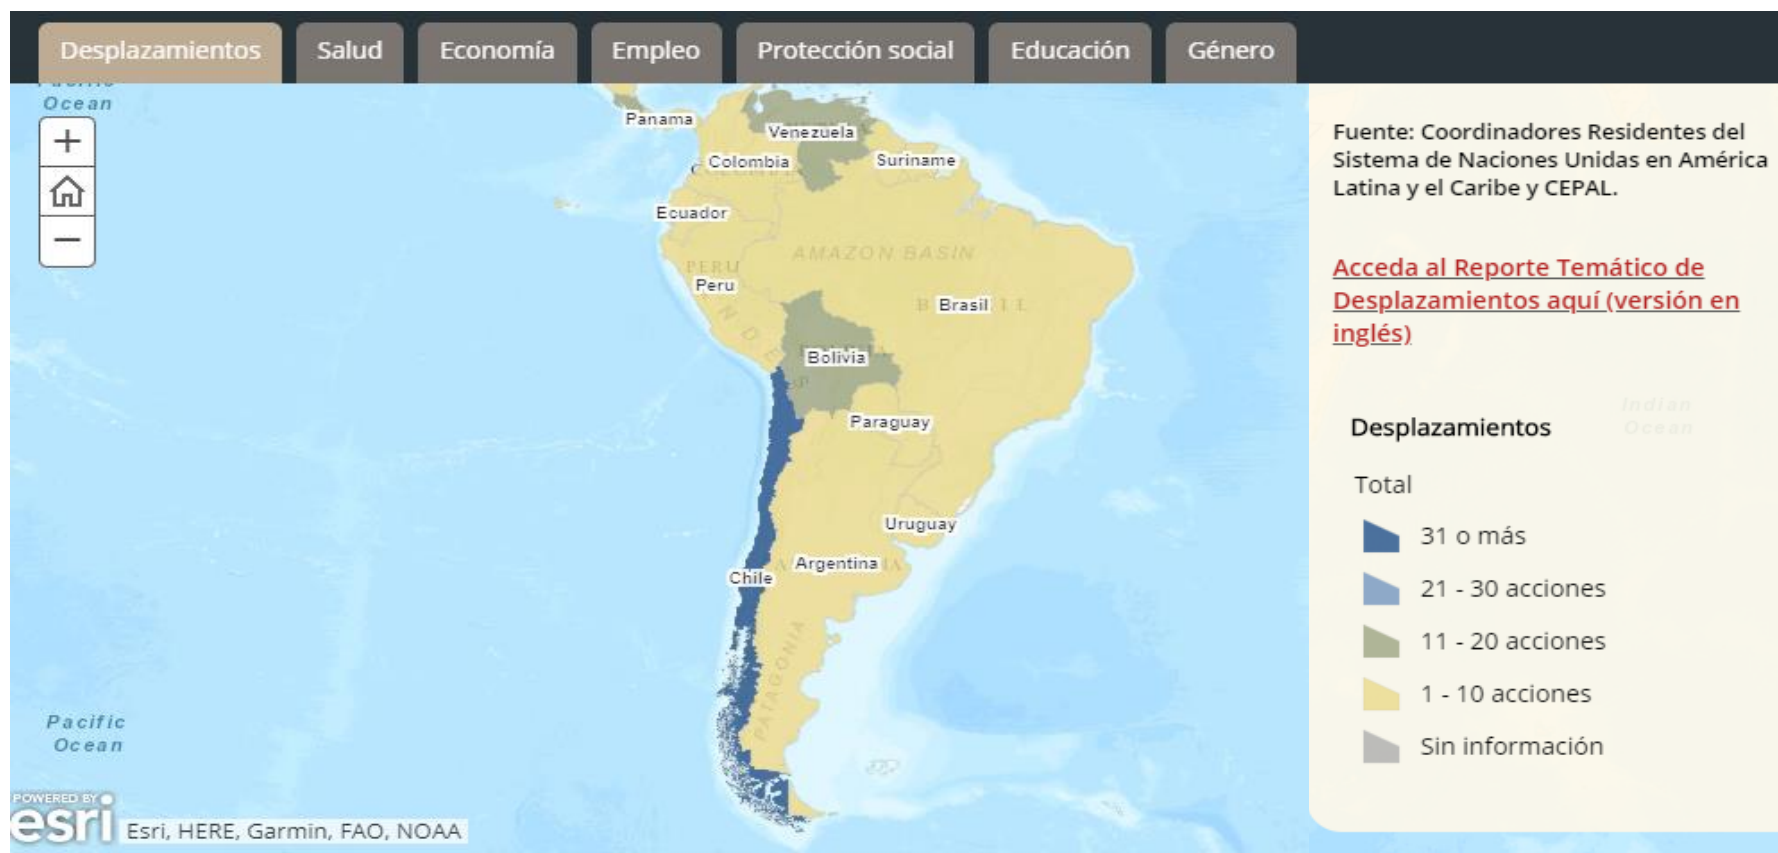 Desplazamientos
Salud
Economía
Empleo
Protección social
Educación
Género
Ocean
Panama
Venezuela
Colombia
Suriname
Ecuador
AMAZON BASIN
PERU
Peru
Brasil
Bolivia
Paraguay
Uruguay
Argentina
Chile
PATAGONIA
Pacific
Ocean
POWERED BY
esri
Esri, HERE, Garmin, FAO, NOAA
Fuente: Coordinadores Residentes del
Sistema de Naciones Unidas en América
Latina y el Caribe y CEPAL.
Acceda al Reporte Temático de
Desplazamientos aquí (versión en
inglés)
Indian
Ocean
Desplazamientos
Total
31 o más
21 - 30 acciones
11 - 20 acciones
1 - 10 acciones
Sin información